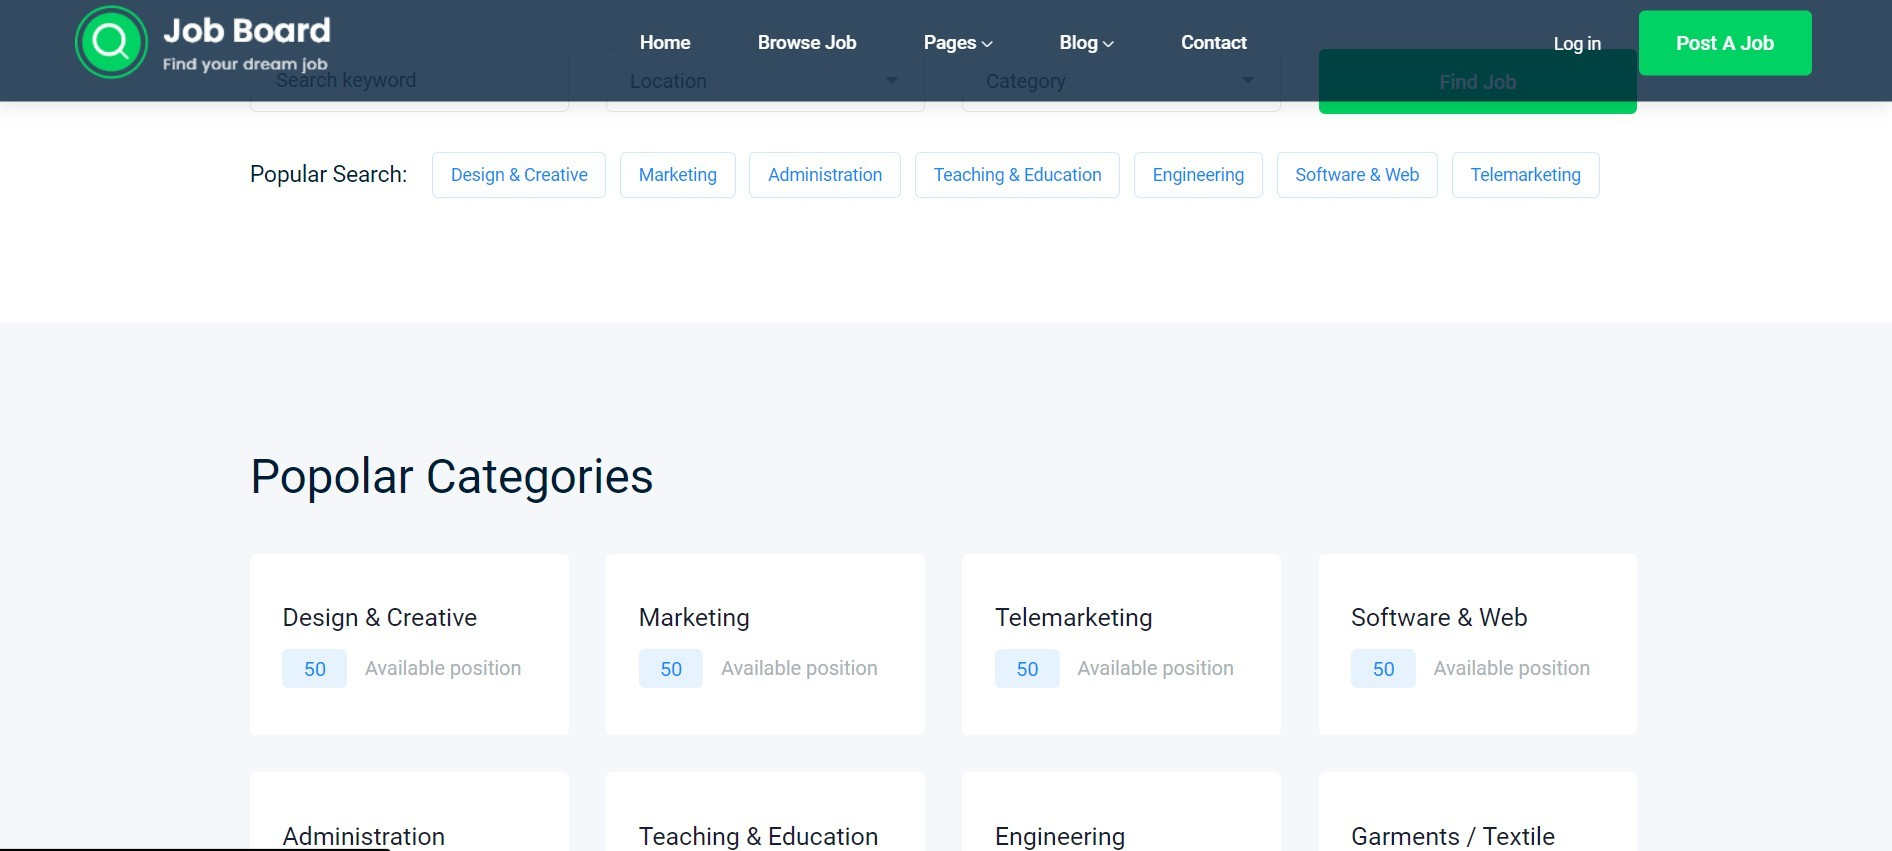 Job Board
Find your dream job
Home Browse Job Pages Blog Contact Log in Post A Job
Search keyword Location Category Find Job
Popular Search: Design & Creative Marketing Administration Teaching & Education Engineering Software & Web Telemarketing
Popolar Categories
Design & Creative Marketing Telemarketing Software & Web
50 Available position 50 Available position 50 Available position 50 Available position
Administration Teaching & Education Engineering Garments / Textile